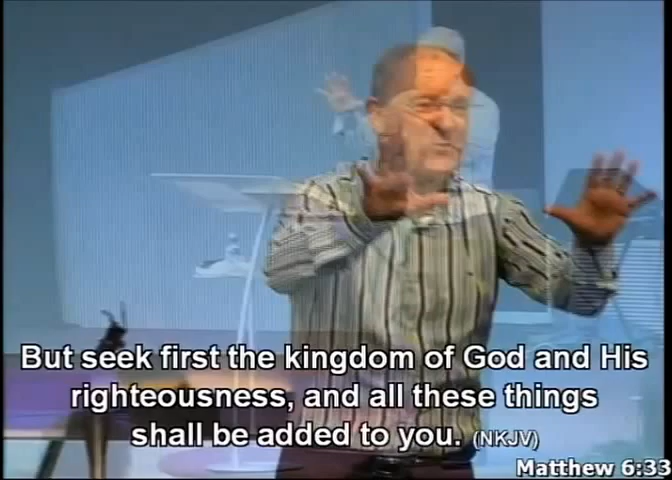 But seek first the kingdom of God and His
righteousness, and all these things
shall be added to you. (NKJV)
Matthew 6:33